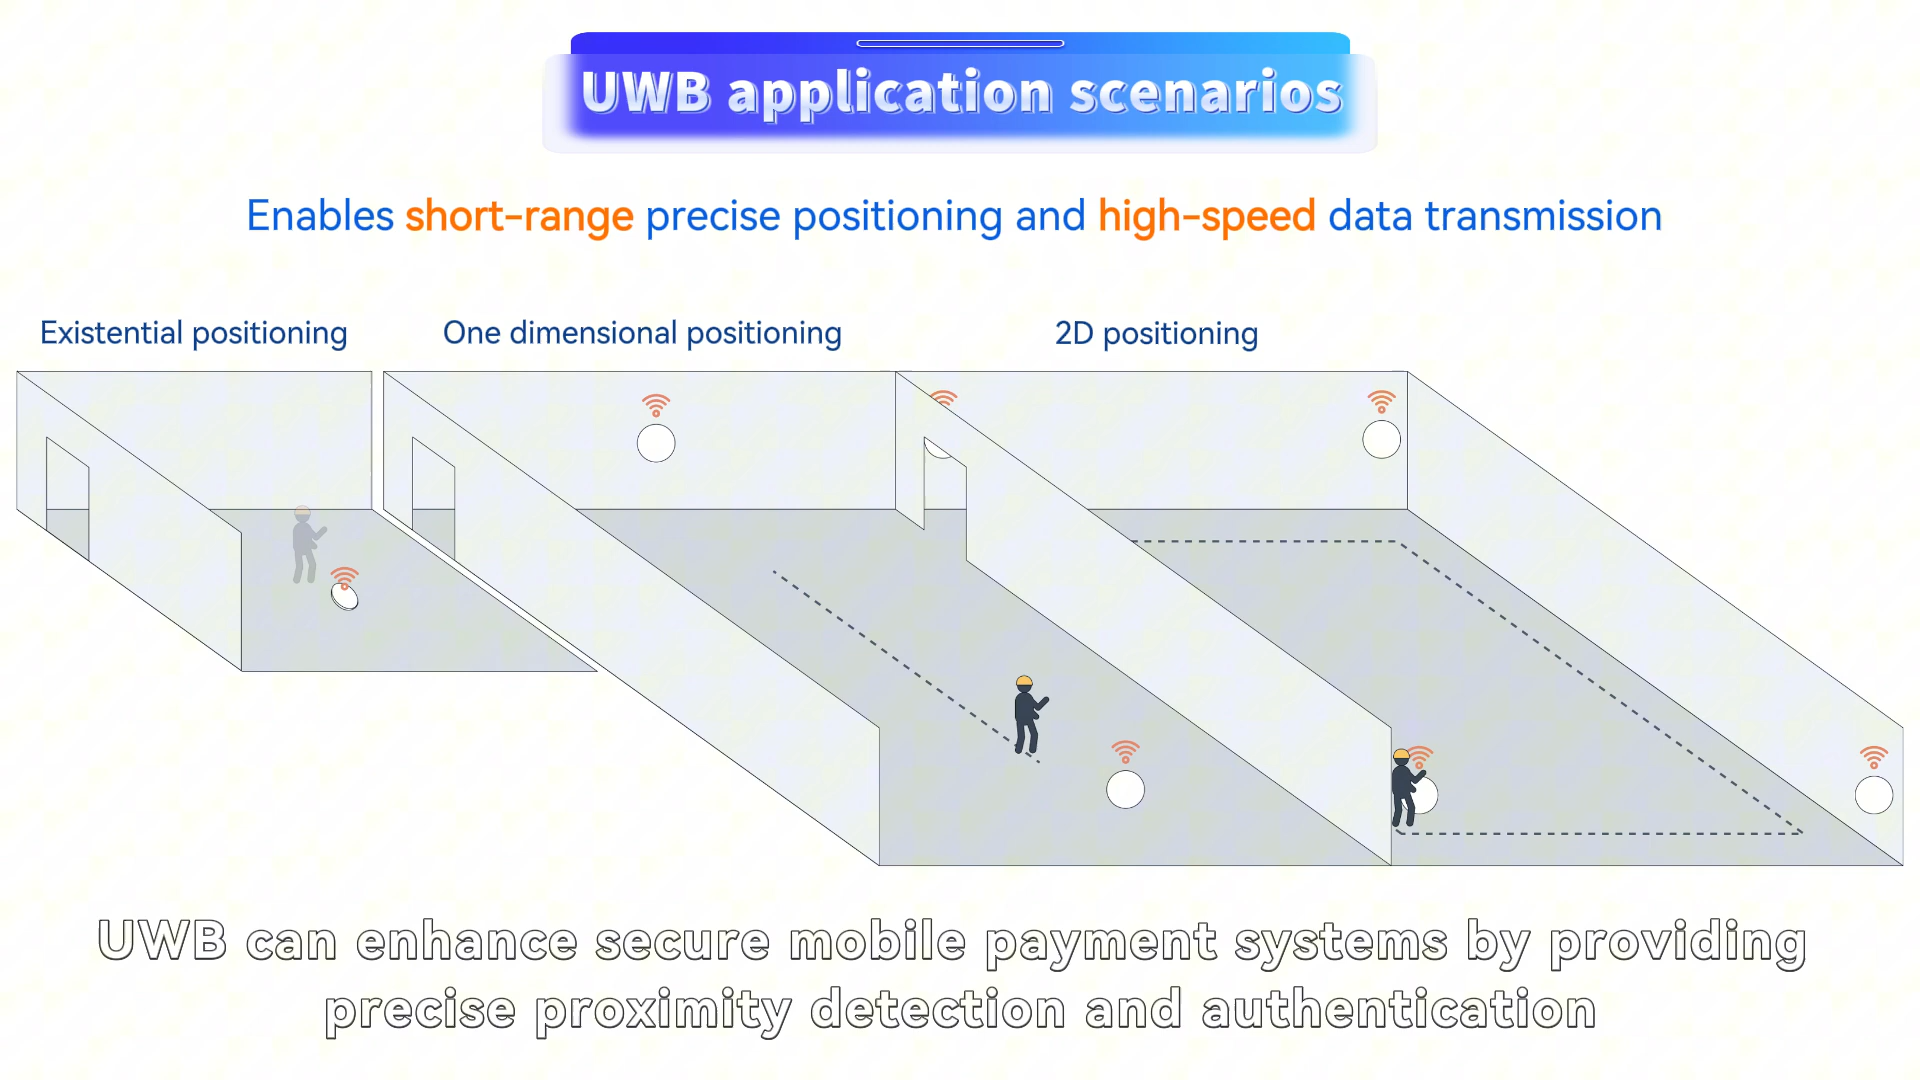 UWB application scenarios
Enables short-range precise positioning and high-speed data transmission
Existential positioning
One dimensional positioning
2D positioning
UWB can enhance secure mobile payment systems by providing
precise proximity detection and authentication